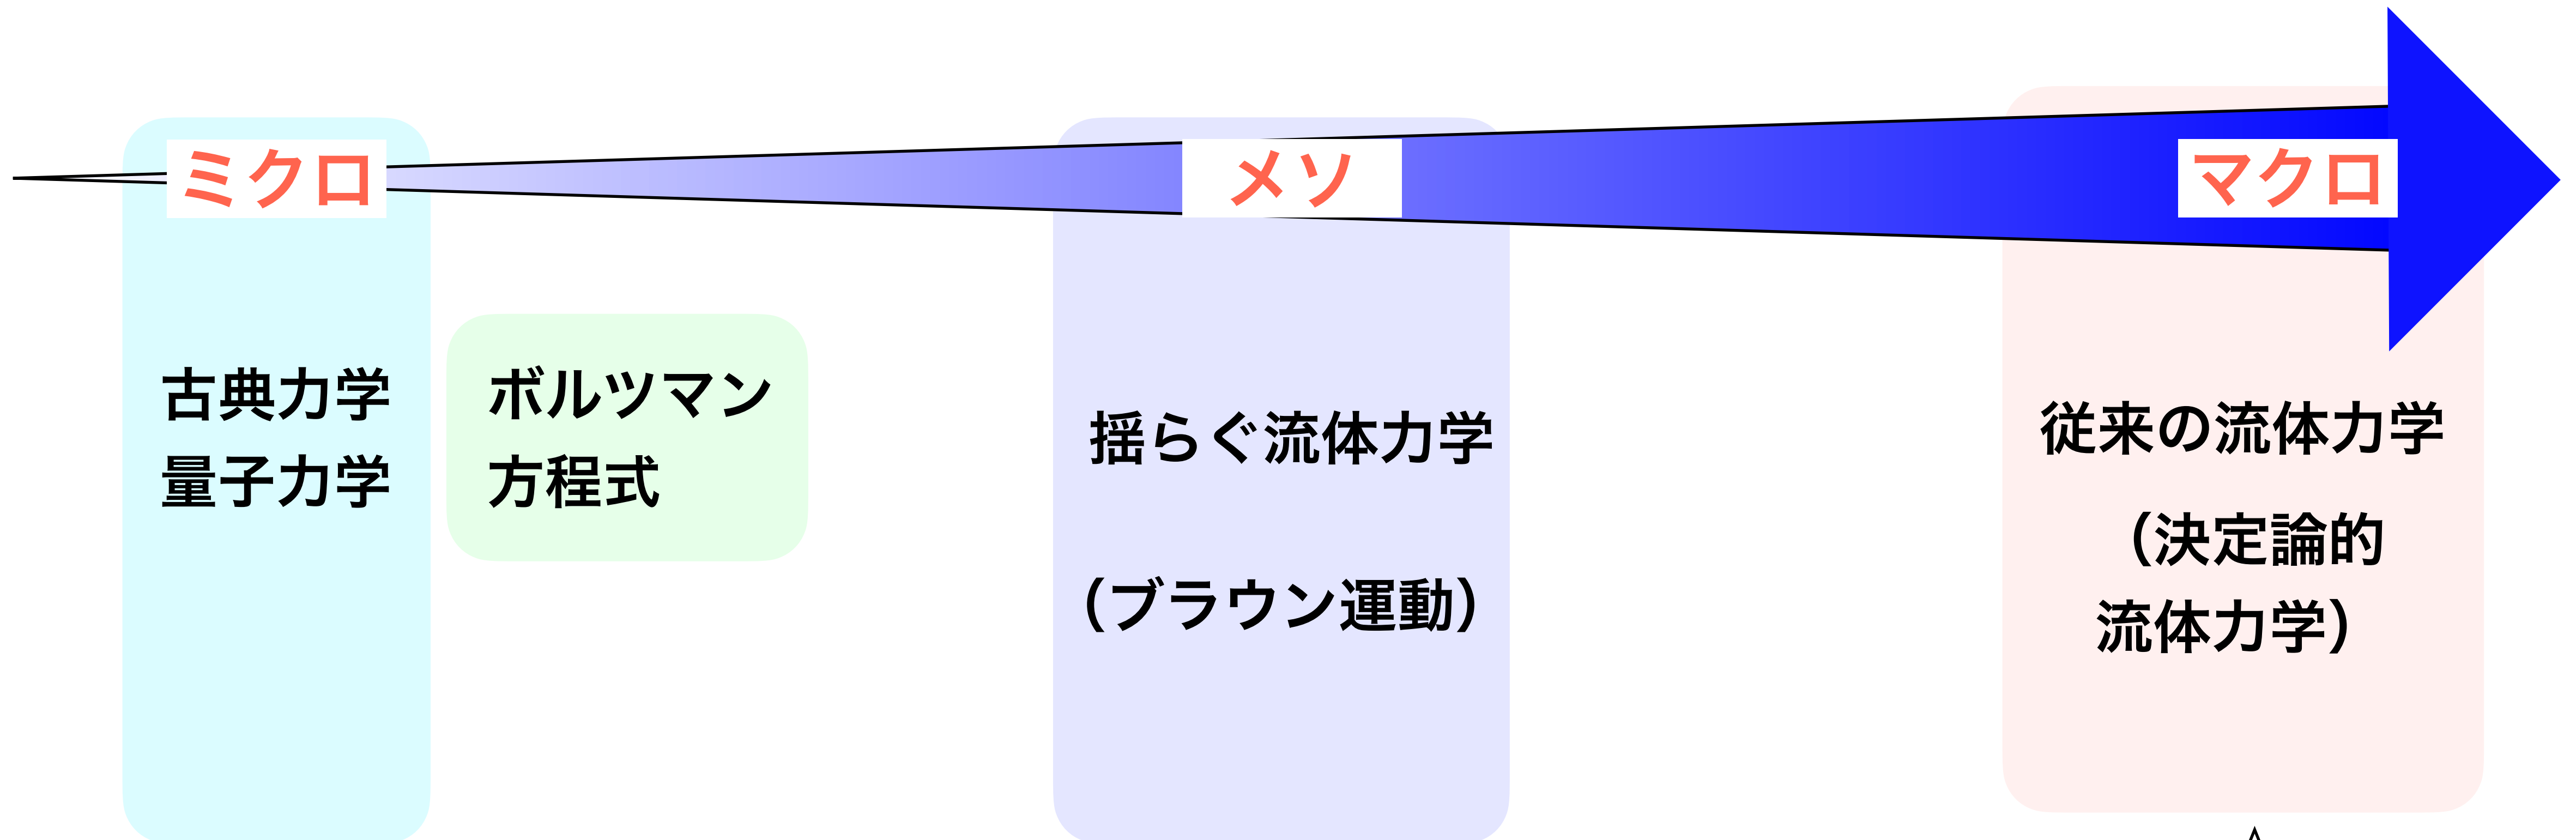 ミクロ
メソ
マクロ
古典力学
量子力学
ボルツマン
方程式
揺らぐ流体力学
（ブラウン運動）
従来の流体力学
（決定論的
流体力学）